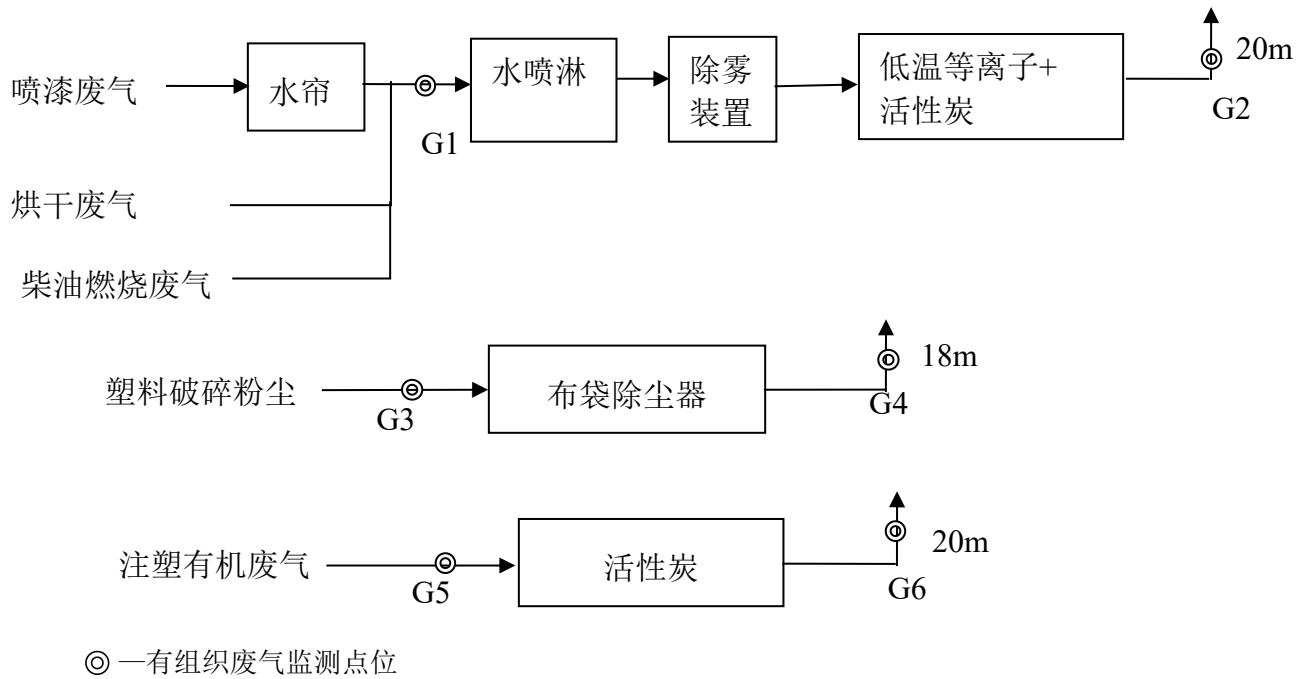 喷漆废气
水帘
G1
水喷淋
除雾
装置
低温等离子+
活性炭
20m
G2
烘干废气
柴油燃烧废气
塑料破碎粉尘
G3
布袋除尘器
18m
G4
注塑有机废气
G5
活性炭
20m
G6
◎—有组织废气监测点位